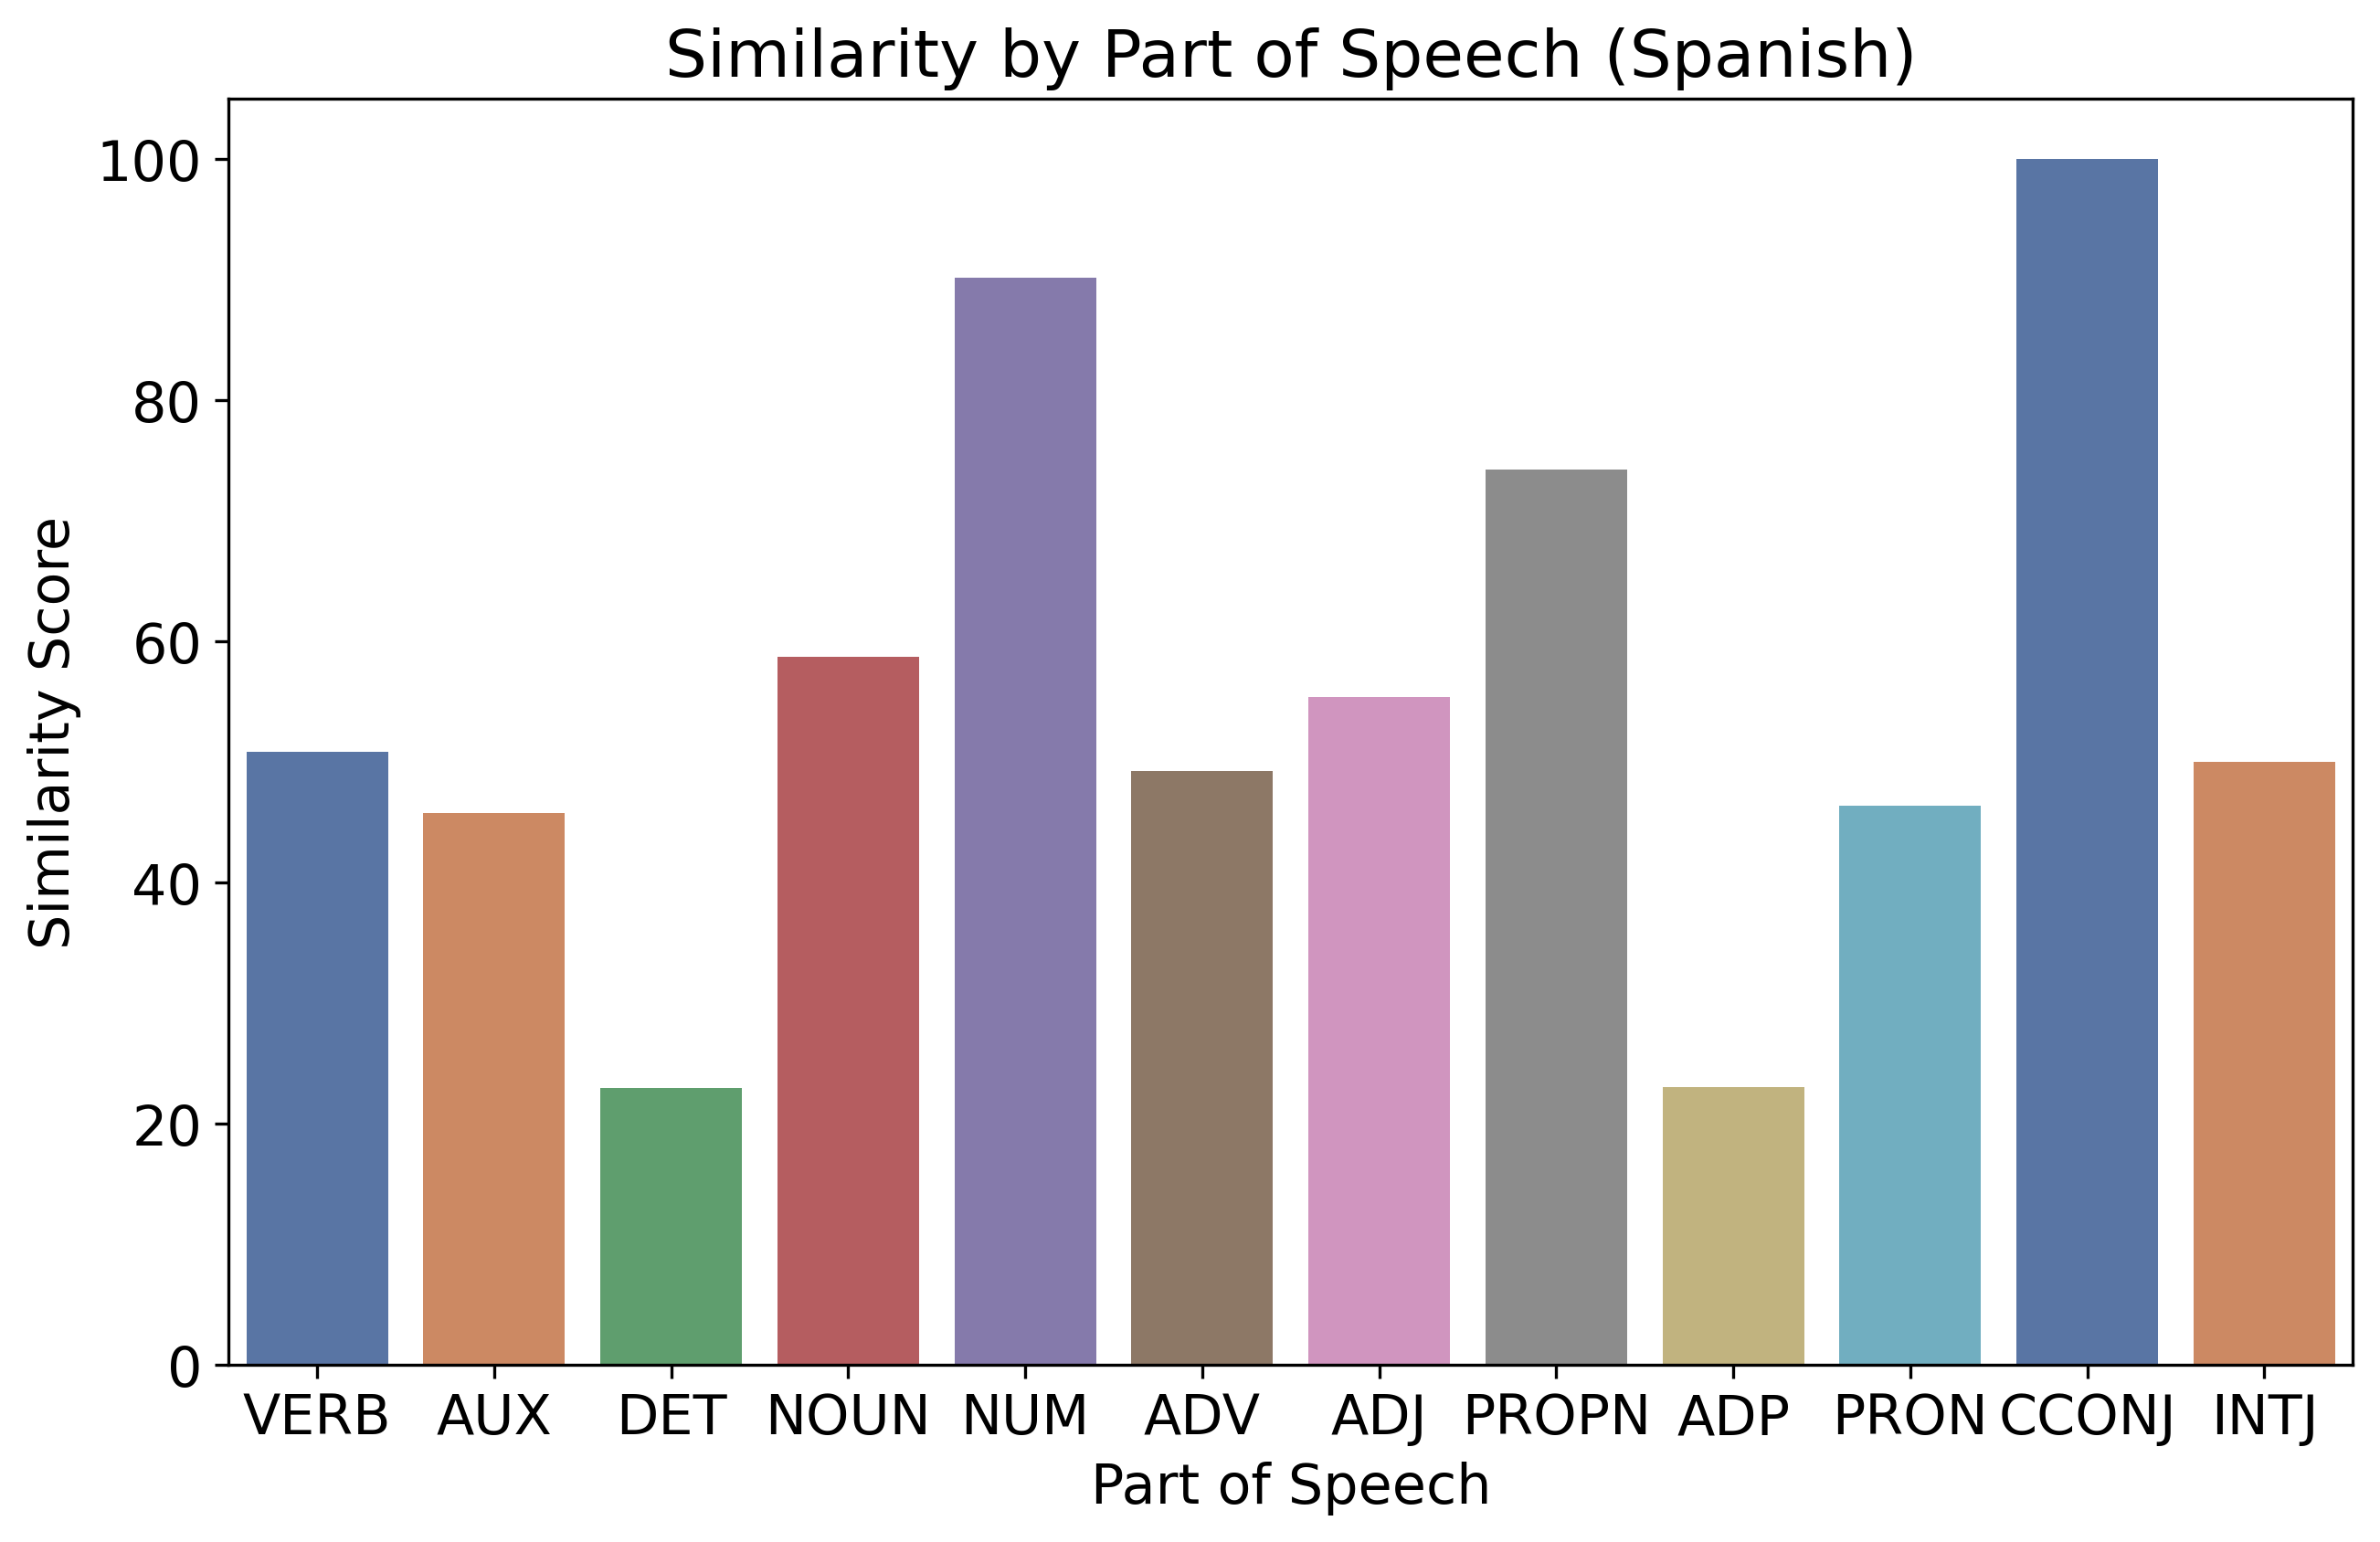 Similarity by Part of Speech (Spanish)
Similarity Score
100
80
60
40
20
0
VERB AUX DET NOUN NUM ADV ADJ PROPN ADP PRON CCONJ INTJ
Part of Speech